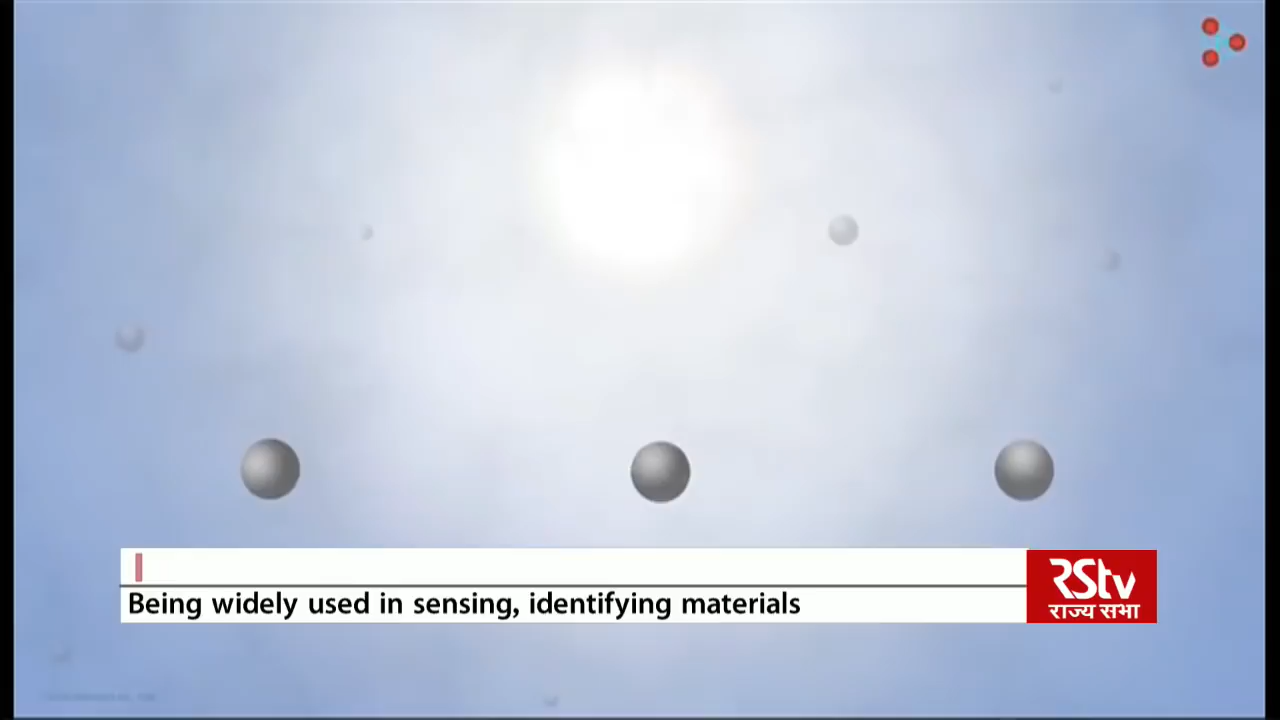 Being widely used in sensing, identifying materials
RStv
राज्य सभा